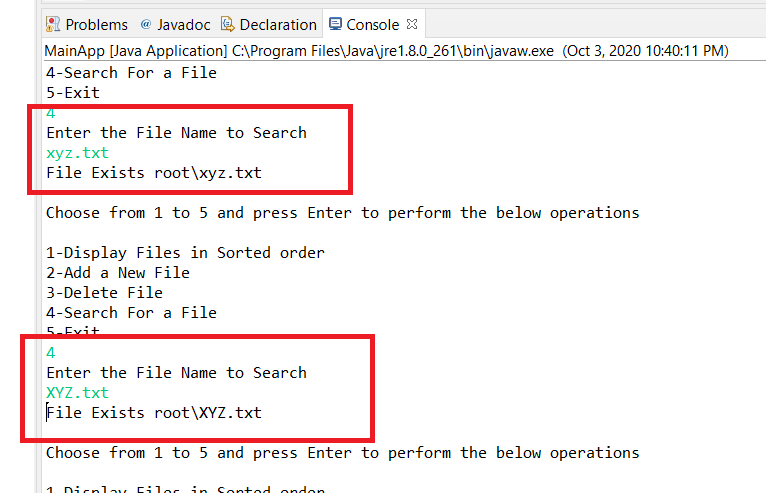 Problems @ Javadoc Declaration Console
MainApp [Java Application] C:\Program Files\Java\jre1.8.0_261\bin\javaw.exe (Oct 3, 2020 10:40:11 PM)
4-Search For a File
5-Exit
4
Enter the File Name to Search
xyz.txt
File Exists root\xyz.txt
Choose from 1 to 5 and press Enter to perform the below operations
1-Display Files in Sorted order
2-Add a New File
3-Delete File
4-Search For a File
5-Exit
4
Enter the File Name to Search
XYZ.txt
File Exists root\XYZ.txt
Choose from 1 to 5 and press Enter to perform the below operations
1-Display Files in Sorted order